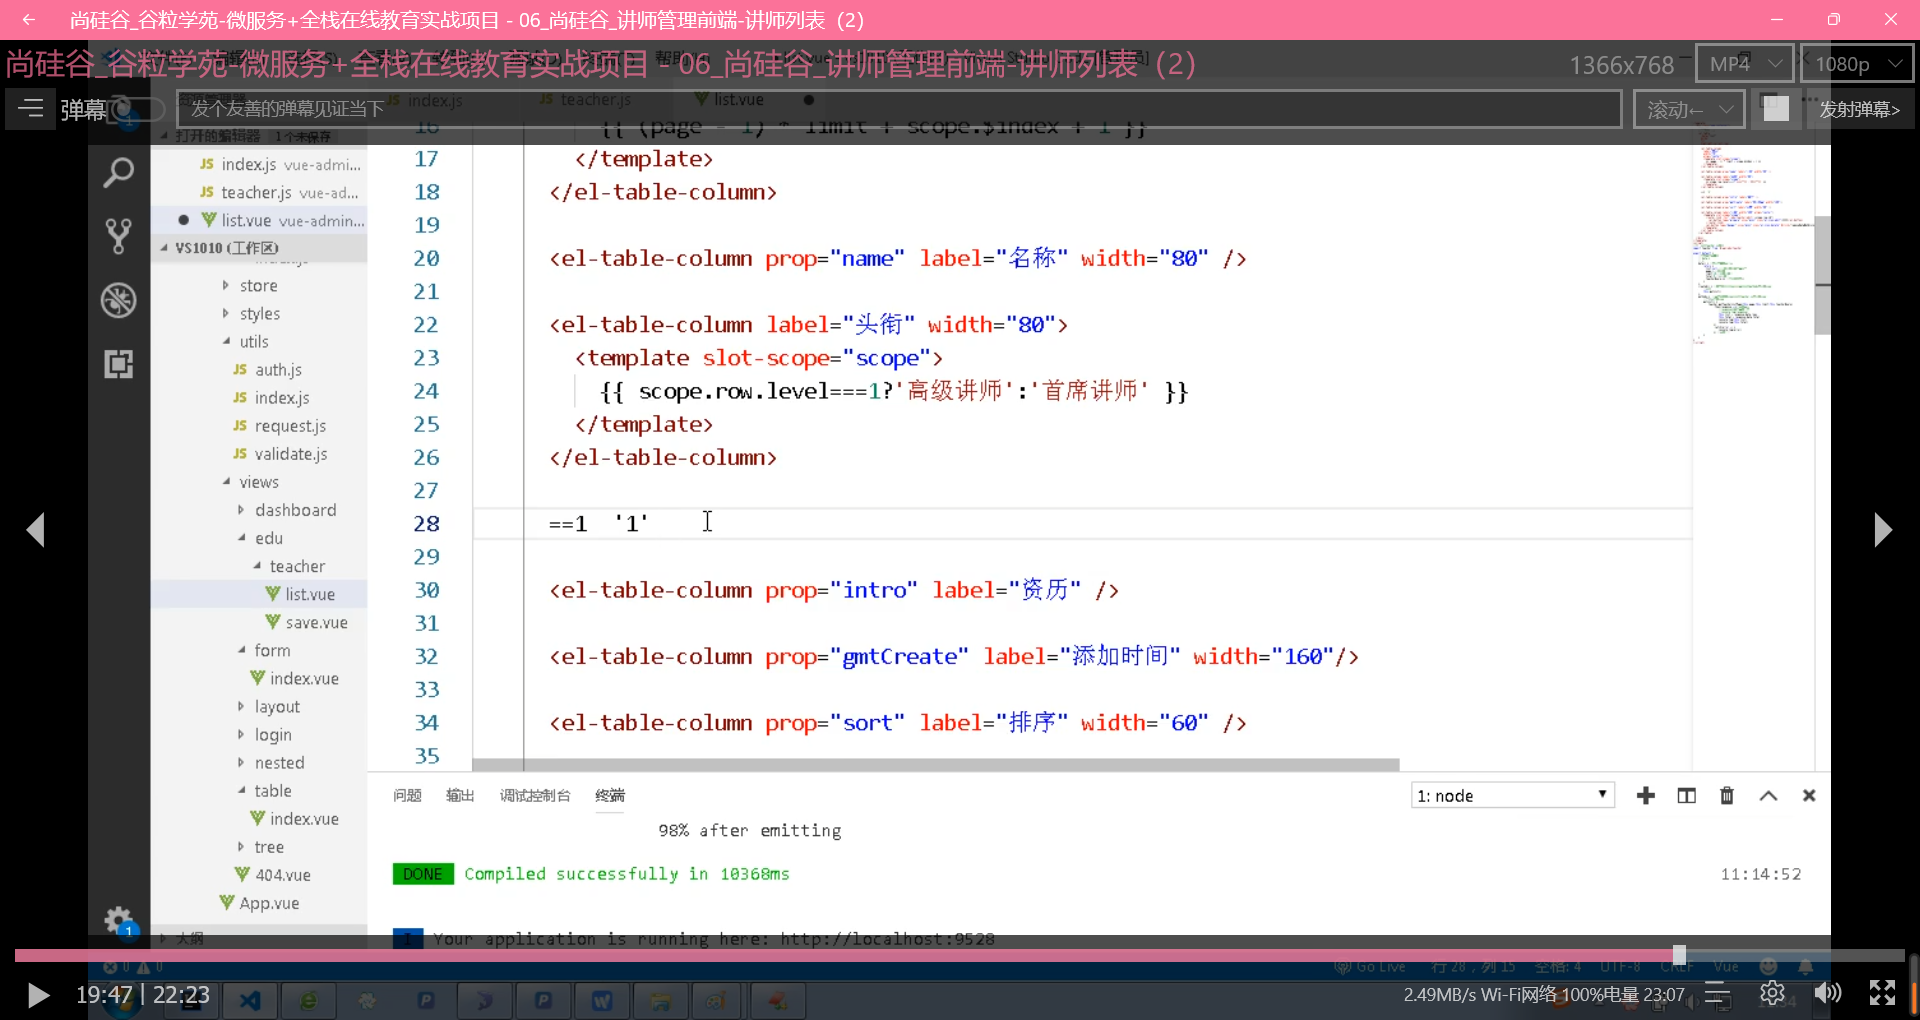 尚硅谷_谷粒学苑-微服务+全栈在线教育实战项目 - 06_尚硅谷_讲师管理前端-讲师列表（2）
尚硅谷_谷粒学苑-微服务+全栈在线教育实战项目 - 06_尚硅谷_讲师管理前端-讲师列表（2）
1366x768
MP4
1080p
弹幕
发个友善的弹幕见证当下
滚动←
发射弹幕>
JS index.js
JS teacher.js
list.vue
打开的编辑器 1 个未保存
JS index.js vue-admi...
JS teacher.js vue-ad...
list.vue vue-admin...
VS1010 (工作区)
store
styles
utils
JS auth.js
JS index.js
JS request.js
JS validate.js
views
dashboard
edu
teacher
list.vue
save.vue
form
index.vue
layout
login
nested
table
index.vue
tree
404.vue
App.vue
大纲
16 {{ (page - 1) * limit + scope.$index + 1 }}
17 </template>
18 </el-table-column>
19
20 <el-table-column prop="name" label="名称" width="80" />
21
22 <el-table-column label="头衔" width="80">
23 <template slot-scope="scope">
24 {{ scope.row.level===1?'高级讲师':'首席讲师' }}
25 </template>
26 </el-table-column>
27
28 ==1 '1'
29
30 <el-table-column prop="intro" label="资历" />
31
32 <el-table-column prop="gmtCreate" label="添加时间" width="160"/>
33
34 <el-table-column prop="sort" label="排序" width="60" />
35
问题 输出 调试控制台 终端
1: node
98% after emitting
DONE Compiled successfully in 10368ms
11:14:52
I Your application is running here: http://localhost:9528
0 0
Go Live 行 28，列 15 空格: 4 UTF-8 CRLF Vue
19:47 | 22:23
2.49MB/s Wi-Fi网络 100%电量 23:07
1